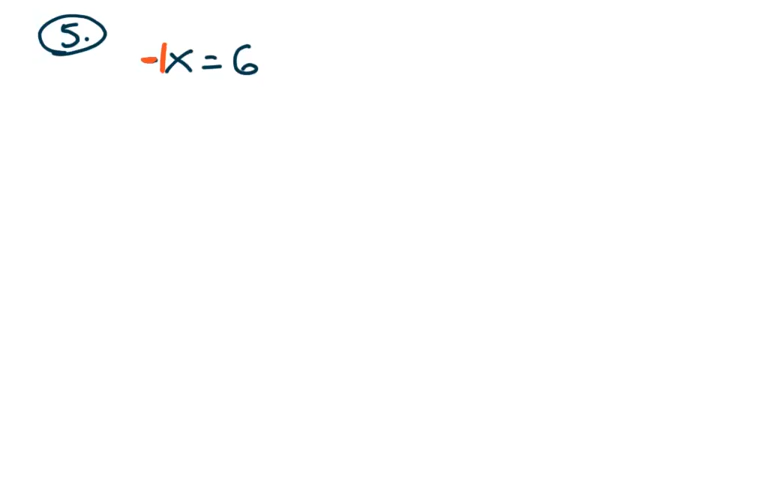 5.
-1x = 6